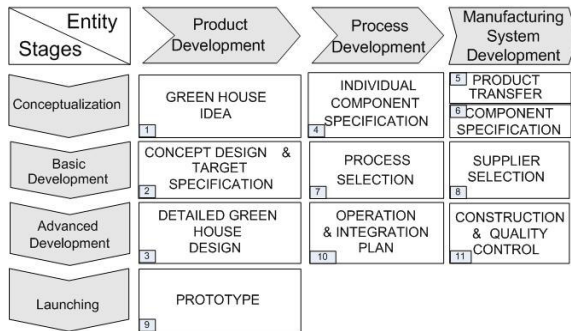 Entity
Stages
Product
Development
Process
Development
Manufacturing
System
Development
Conceptualization
GREEN HOUSE
IDEA
1
INDIVIDUAL
COMPONENT
SPECIFICATION
4
5
PRODUCT
TRANSFER
6
COMPONENT
SPECIFICATION
Basic
Development
CONCEPT DESIGN &
TARGET
SPECIFICATION
2
PROCESS
SELECTION
7
SUPPLIER
SELECTION
8
Advanced
Development
DETAILED GREEN
HOUSE
DESIGN
3
OPERATION
& INTEGRATION
PLAN
10
CONSTRUCTION
& QUALITY
CONTROL
11
Launching
PROTOTYPE
9